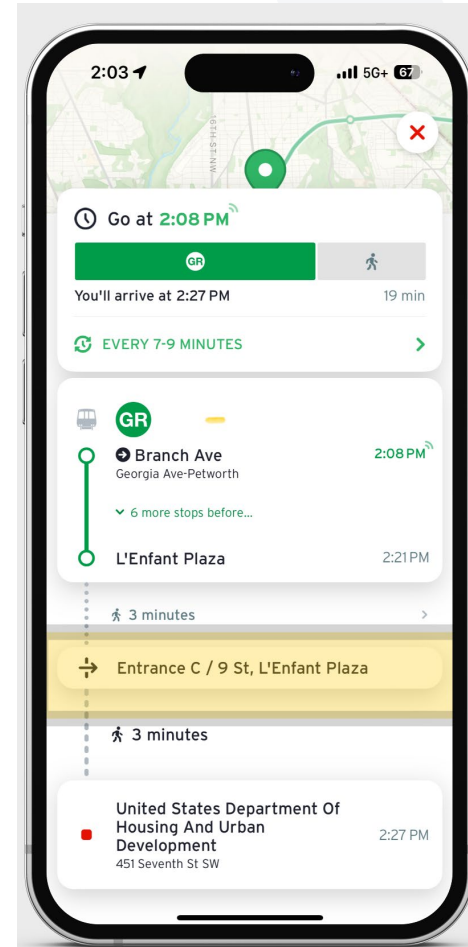 2:03
5G+ 67
16TH ST NW
Go at 2:08 PM
GR
You'll arrive at 2:27 PM 19 min
EVERY 7-9 MINUTES
GR
Branch Ave 2:08 PM
Georgia Ave-Petworth
6 more stops before...
L'Enfant Plaza 2:21 PM
3 minutes
Entrance C / 9 St, L'Enfant Plaza
3 minutes
United States Department Of
Housing And Urban
Development 2:27 PM
451 Seventh St SW